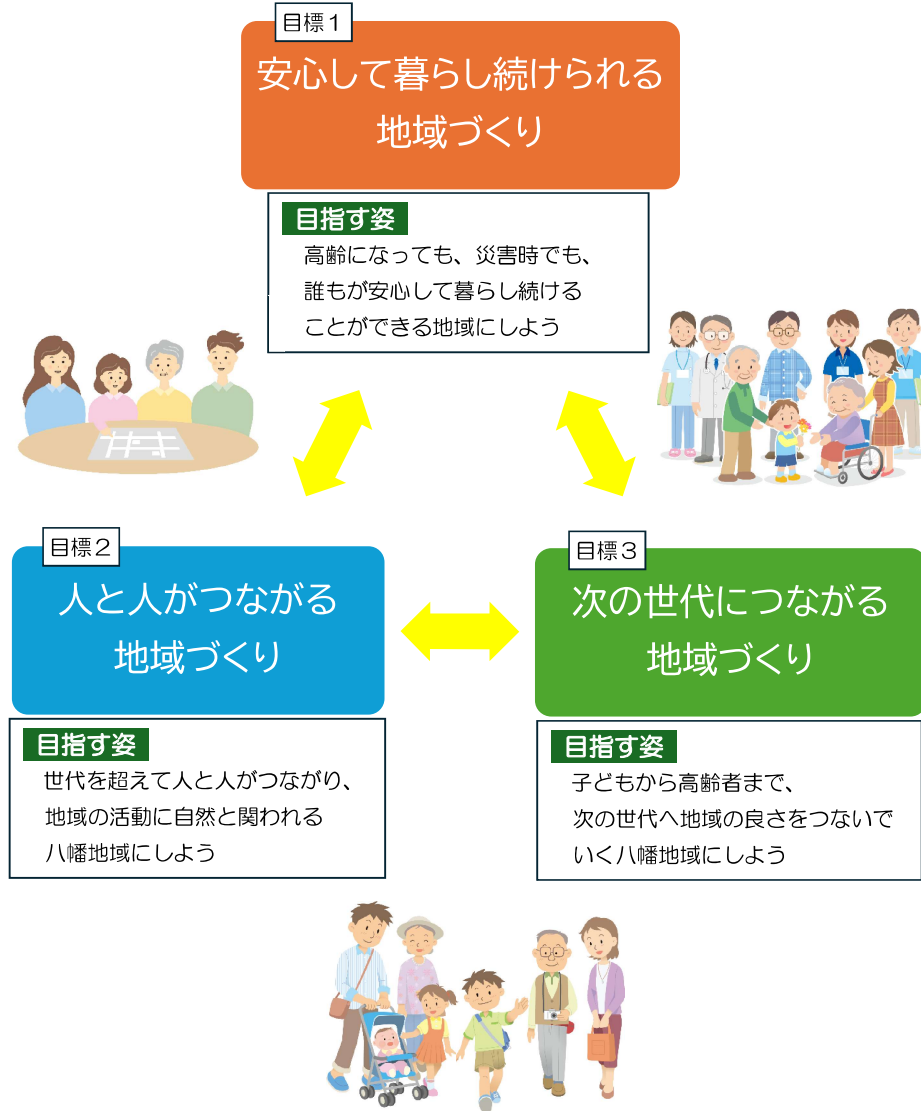 目標１
安心して暮らし続けられる
地域づくり
目指す姿
高齢になっても、災害時でも、
誰もが安心して暮らし続ける
ことができる地域にしよう
目標２
人と人がつながる
地域づくり
目指す姿
世代を超えて人と人がつながり、
地域の活動に自然と関われる
八幡地域にしよう
目標３
次の世代につながる
地域づくり
目指す姿
子どもから高齢者まで、
次の世代へ地域の良さをつないで
いく八幡地域にしよう